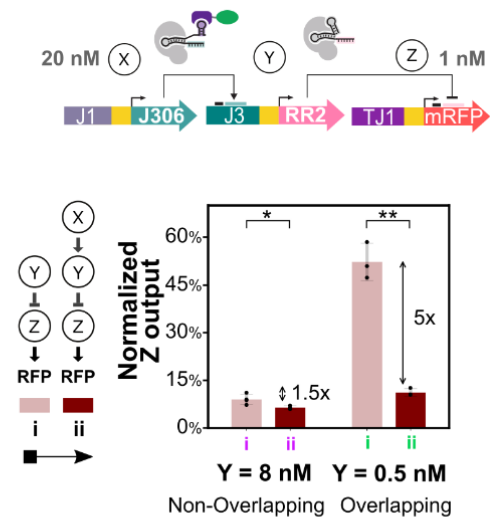 20 nM X Y Z 1 nM
J1 J306 J3 RR2 TJ1 mRFP
X
Y Y
Z Z
RFP RFP
i ii
Normalized
Z output
60%
45%
30%
15%
0%
* **
1.5x
5x
i ii i ii
Y = 8 nM Y = 0.5 nM
Non-Overlapping Overlapping